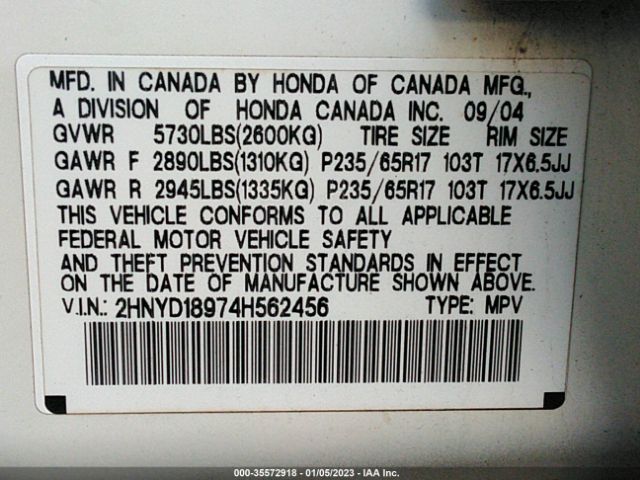 MFD. IN CANADA BY HONDA OF CANADA MFG.,
A DIVISION OF HONDA CANADA INC. 09/04
GVWR 5730LBS(2600KG) TIRE SIZE RIM SIZE
GAWR F 2890LBS(1310KG) P235/65R17 103T 17X6.5JJ
GAWR R 2945LBS(1335KG) P235/65R17 103T 17X6.5JJ
THIS VEHICLE CONFORMS TO ALL APPLICABLE
FEDERAL MOTOR VEHICLE SAFETY
AND THEFT PREVENTION STANDARDS IN EFFECT
ON THE DATE OF MANUFACTURE SHOWN ABOVE.
V.I.N.: 2HNYD18974H562456 TYPE: MPV
000-35572918 - 01/05/2023 - IAA Inc.